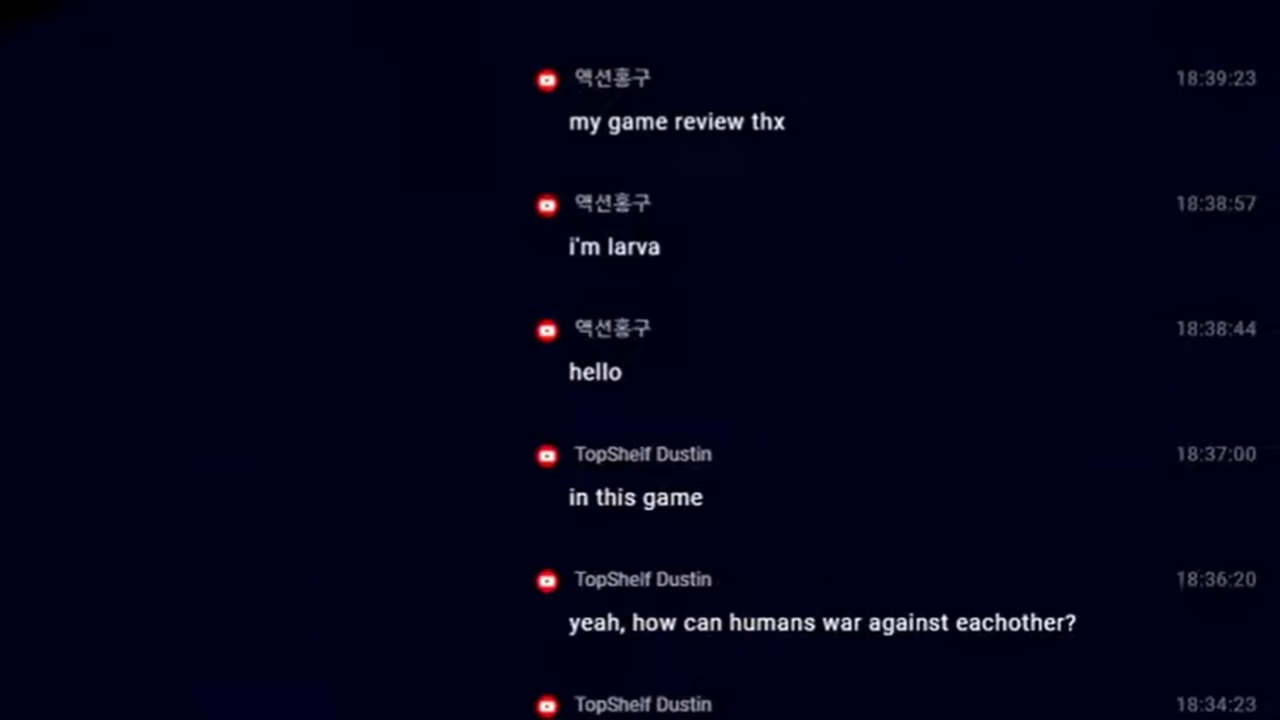 액션홍구 18:39:23
my game review thx
액션홍구 18:38:57
i'm larva
액션홍구 18:38:44
hello
TopShelf Dustin 18:37:00
in this game
TopShelf Dustin 18:36:20
yeah, how can humans war against eachother?
TopShelf Dustin 18:34:23